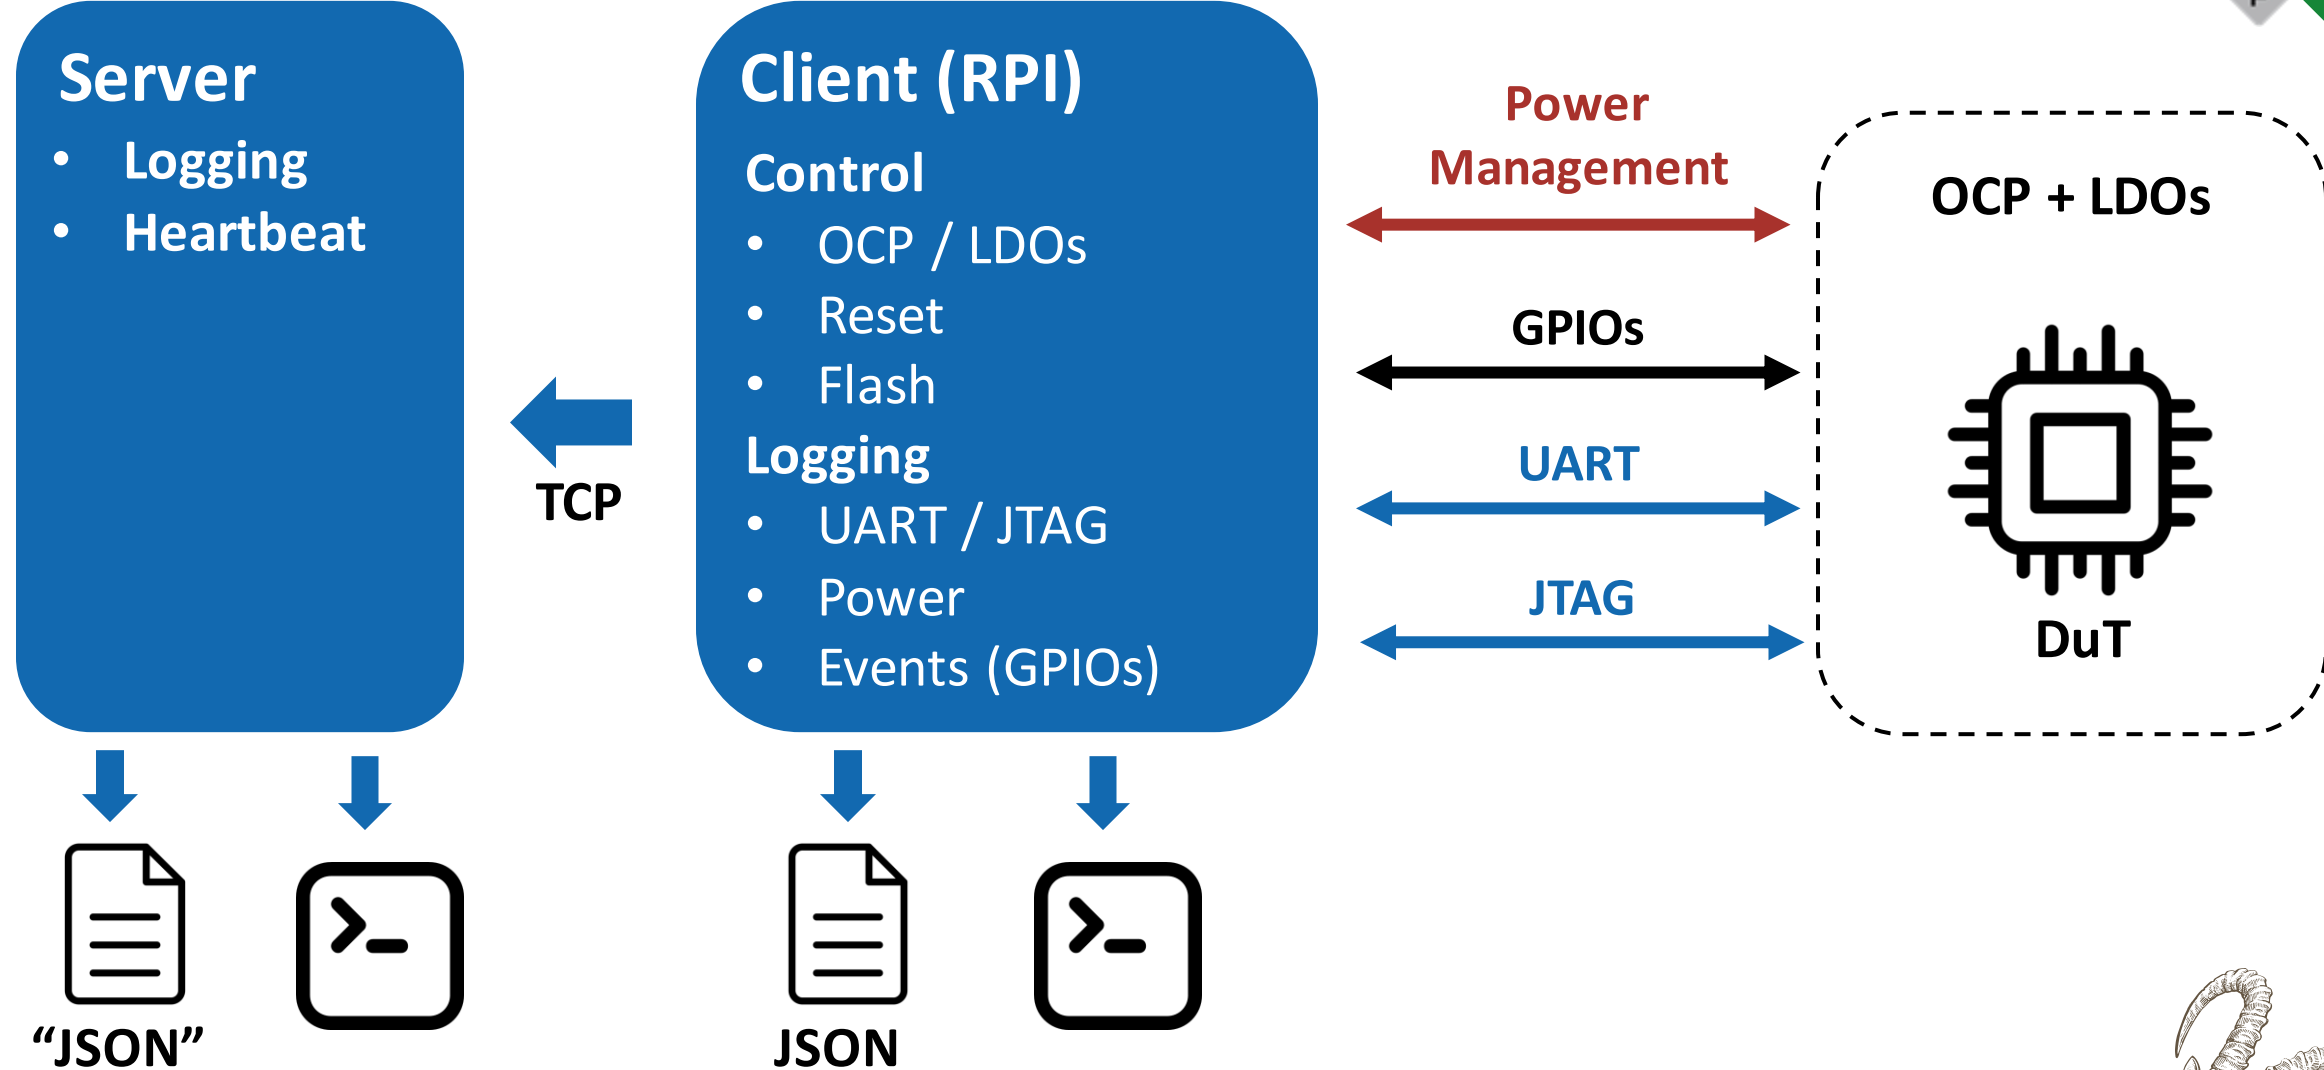 Server
• Logging
• Heartbeat
TCP
Client (RPI)
Control
• OCP / LDOs
• Reset
• Flash
Logging
• UART / JTAG
• Power
• Events (GPIOs)
Power
Management
GPIOs
UART
JTAG
OCP + LDOs
DuT
“JSON”
JSON